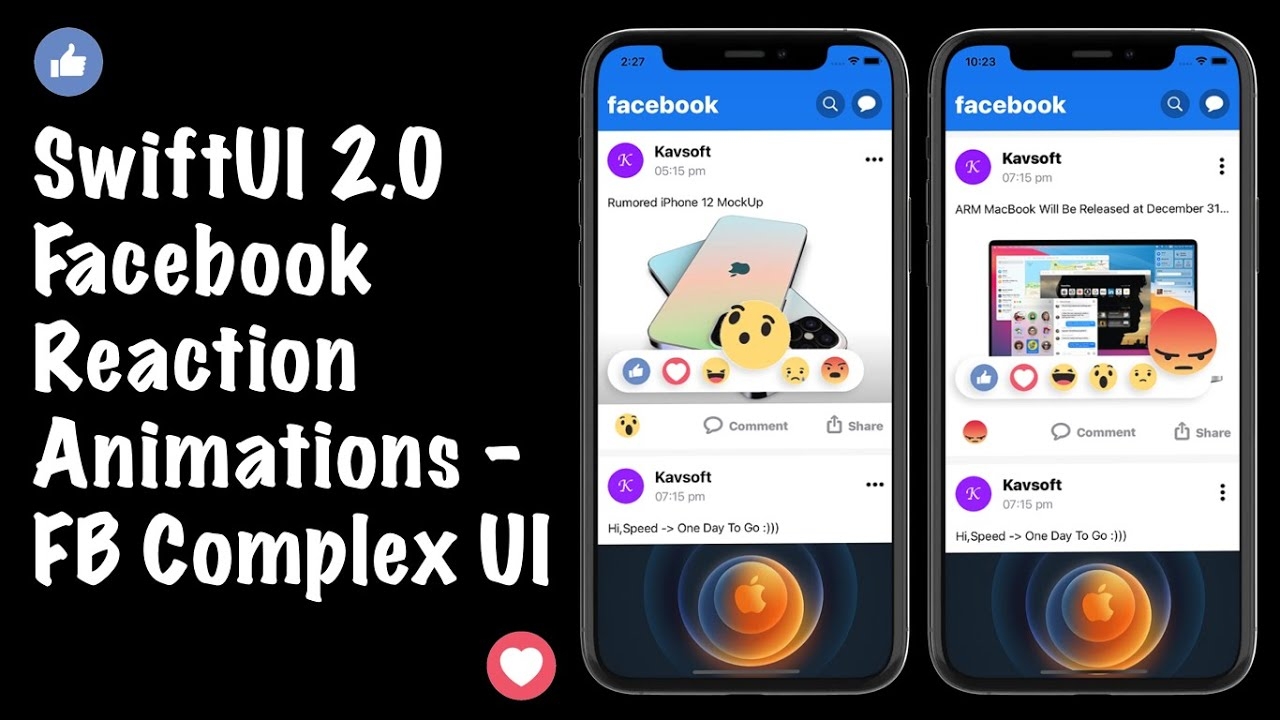 SwiftUI 2.0
Facebook
Reaction
Animations -
FB Complex UI
2:27
facebook
Kavsoft
05:15 pm
Rumored iPhone 12 MockUp
Comment
Share
Kavsoft
07:15 pm
Hi,Speed -> One Day To Go :)))
10:23
facebook
Kavsoft
07:15 pm
ARM MacBook Will Be Released at December 31...
Comment
Share
Kavsoft
07:15 pm
Hi,Speed -> One Day To Go :)))